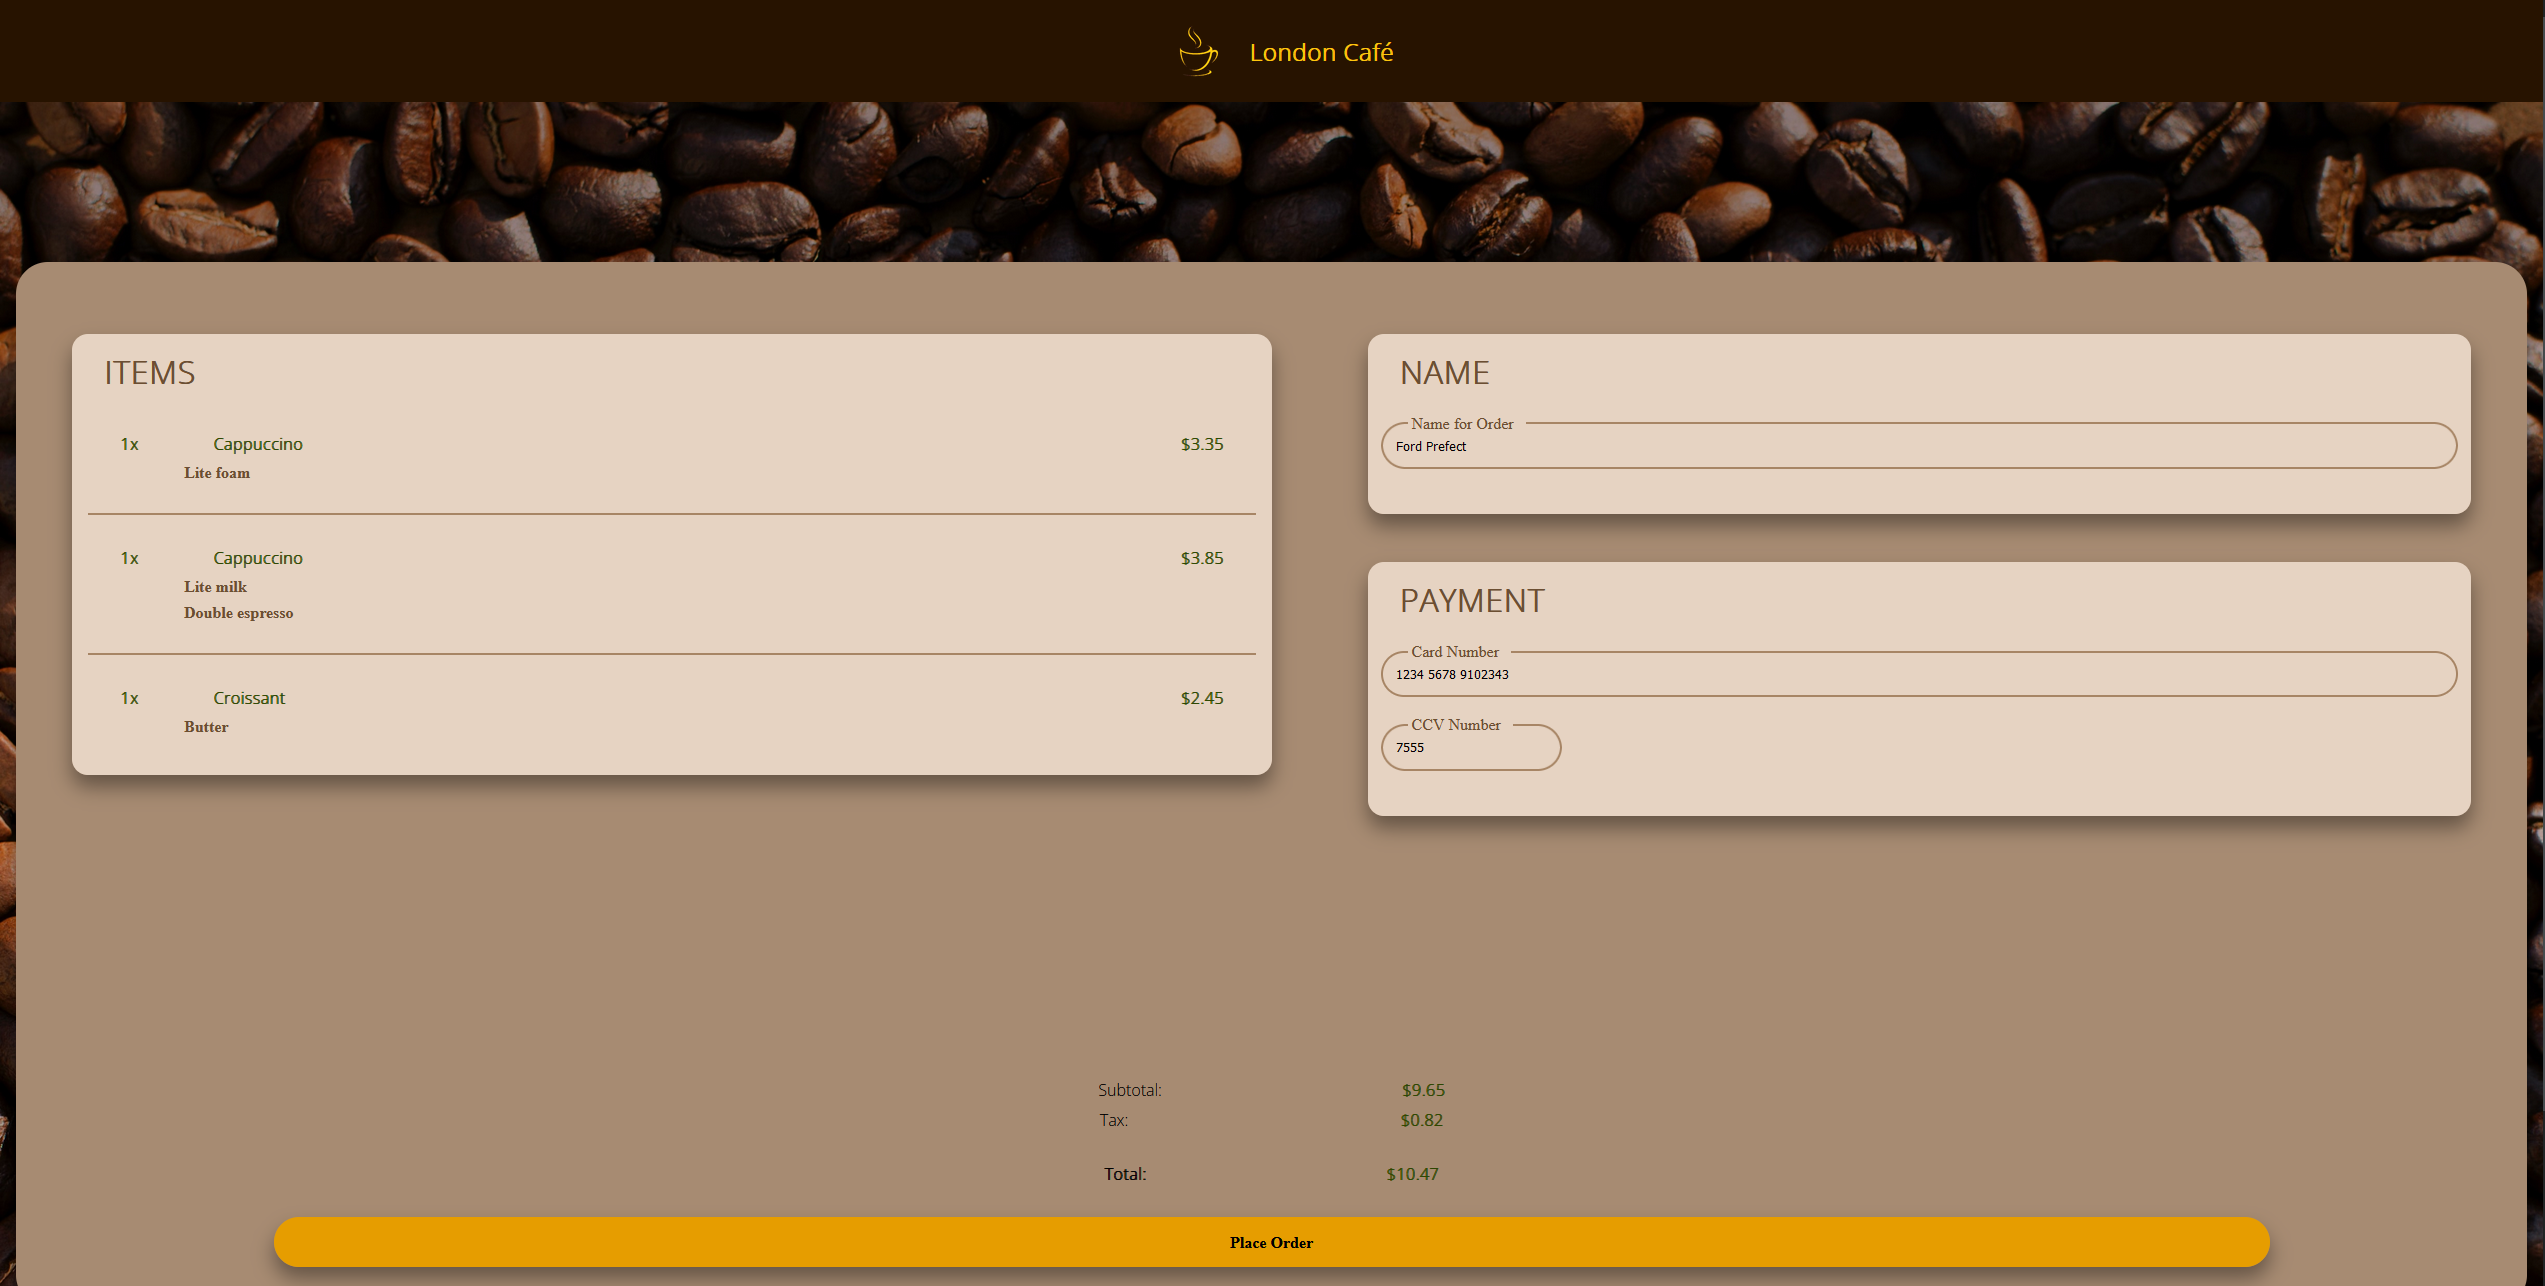 London Café
ITEMS
1x Cappuccino $3.35
Lite foam
1x Cappuccino $3.85
Lite milk
Double espresso
1x Croissant $2.45
Butter
NAME
Name for Order
Ford Prefect
PAYMENT
Card Number
1234 5678 9102343
CCV Number
7555
Subtotal: $9.65
Tax: $0.82
Total: $10.47
Place Order